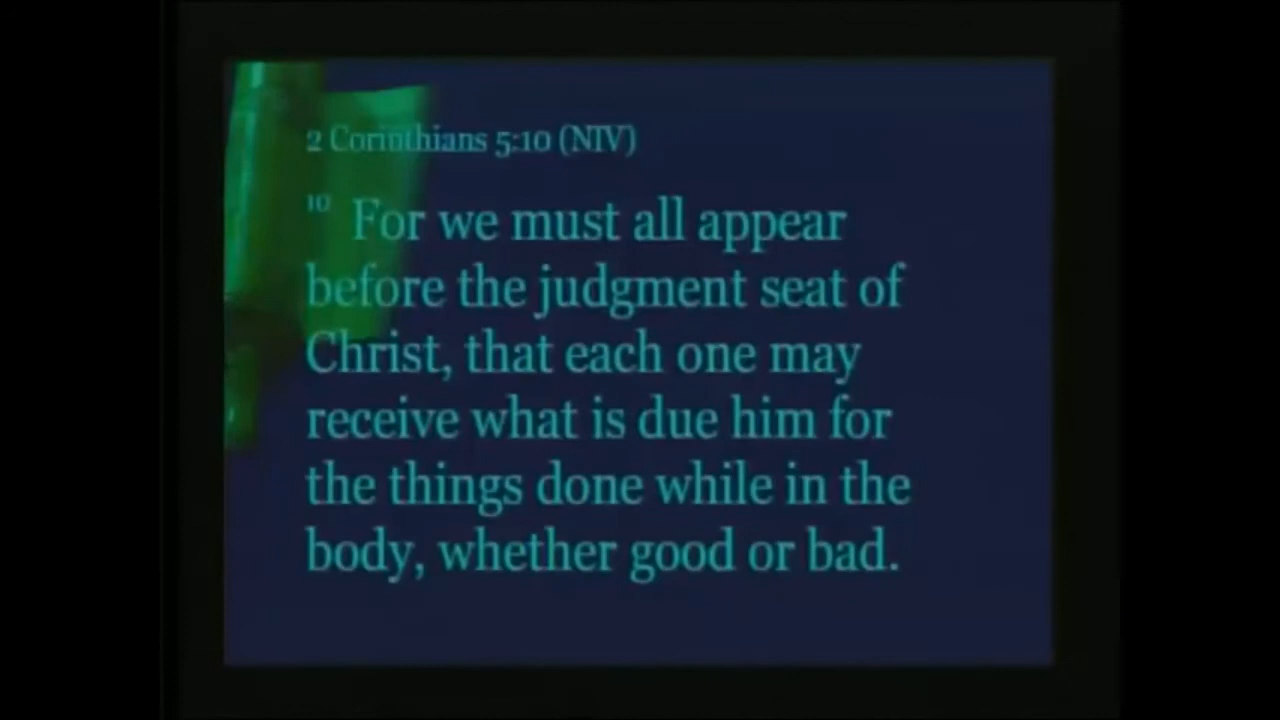 2 Corinthians 5:10 (NIV)
10 For we must all appear
before the judgment seat of
Christ, that each one may
receive what is due him for
the things done while in the
body, whether good or bad.